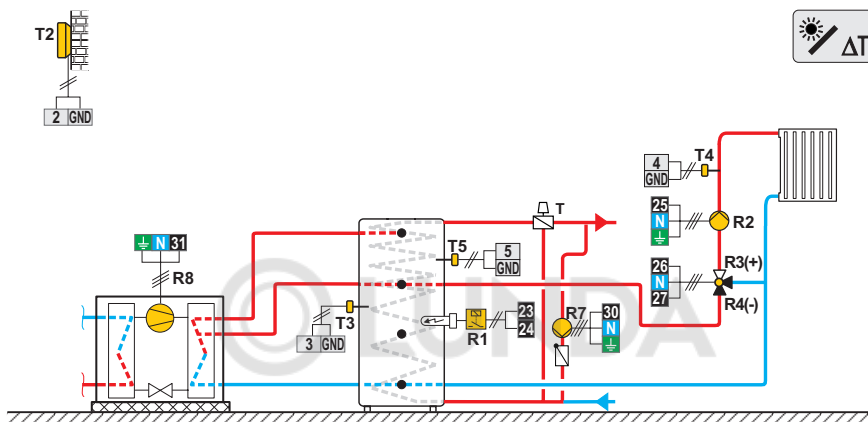 T2
2 GND
ΔT
4
GND
T4
25
N
R2
T
N 31
R8
T5
5
GND
26
N
27
R3(+)
R4(-)
T3
3 GND
R1
23
24
R7
30
N
LUNDA